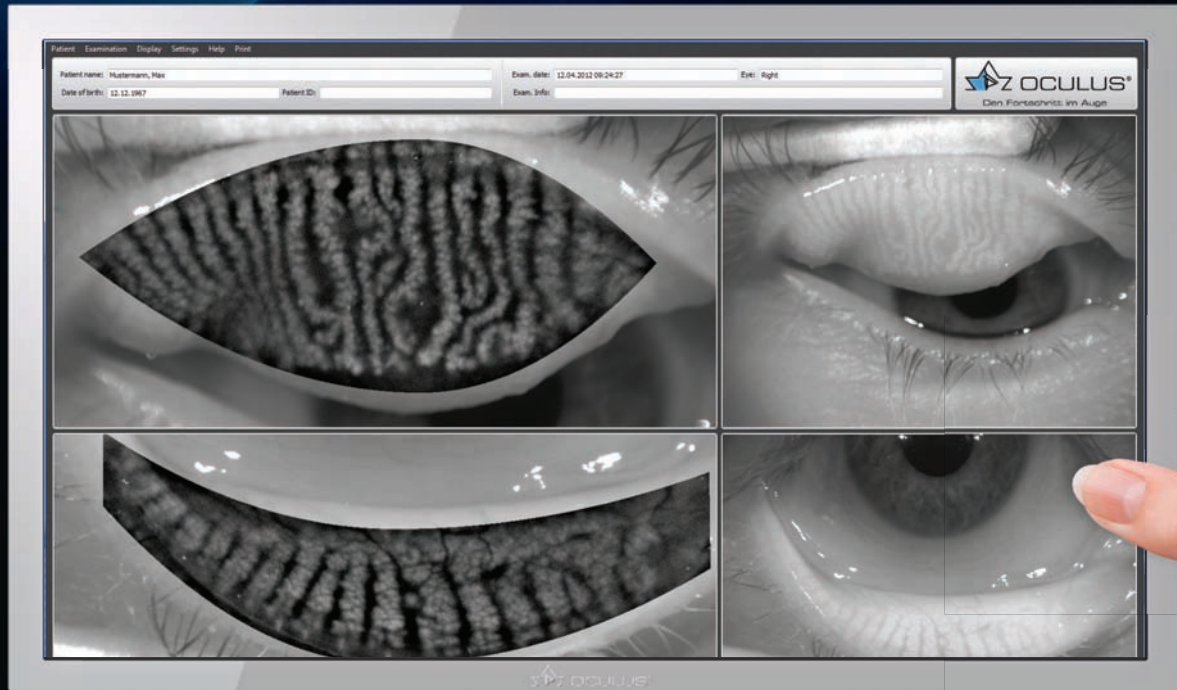 Patient Examination Display Settings Help Print
Patient name: Mustermann, Max
Exam. date: 12.04.2012 09:24:27 Eye: Right
Date of birth: 12.12.1967 Patient ID:
Exam. Info:
OCULUS®
Den Fortschritt im Auge
OCULUS®